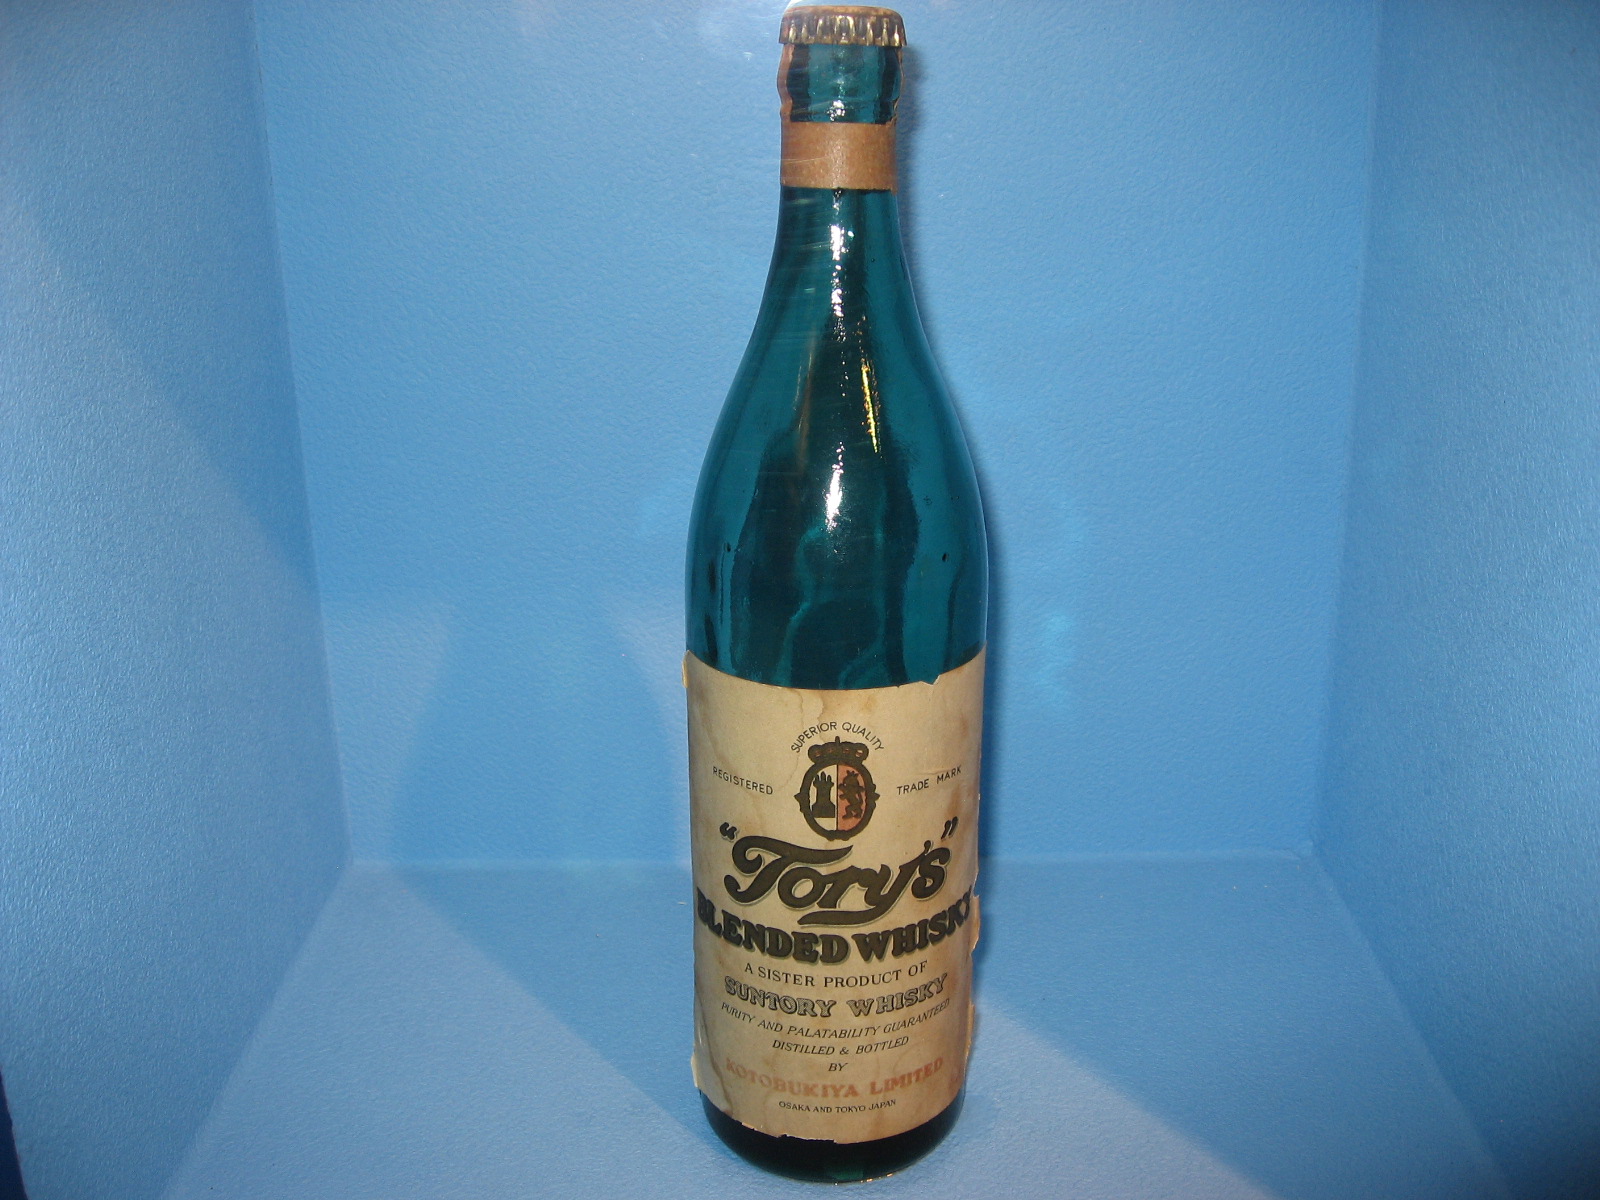 SUPERIOR QUALITY
REGISTERED TRADE MARK
"Tory's"
BLENDED WHISKY
A SISTER PRODUCT OF
SUNTORY WHISKY
PURITY AND PALATABILITY GUARANTEED
DISTILLED & BOTTLED
BY
KOTOBUKIYA LIMITED
OSAKA AND TOKYO JAPAN